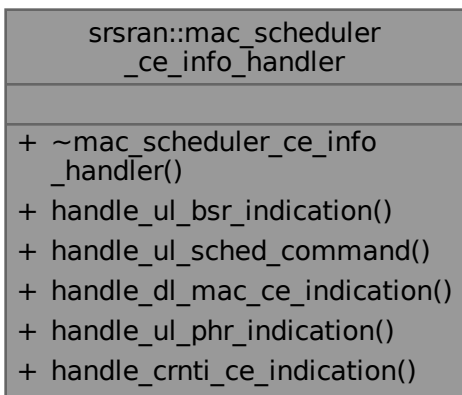 srsran::mac_scheduler
_ce_info_handler
+ ~mac_scheduler_ce_info
_handler()
+ handle_ul_bsr_indication()
+ handle_ul_sched_command()
+ handle_dl_mac_ce_indication()
+ handle_ul_phr_indication()
+ handle_crnti_ce_indication()